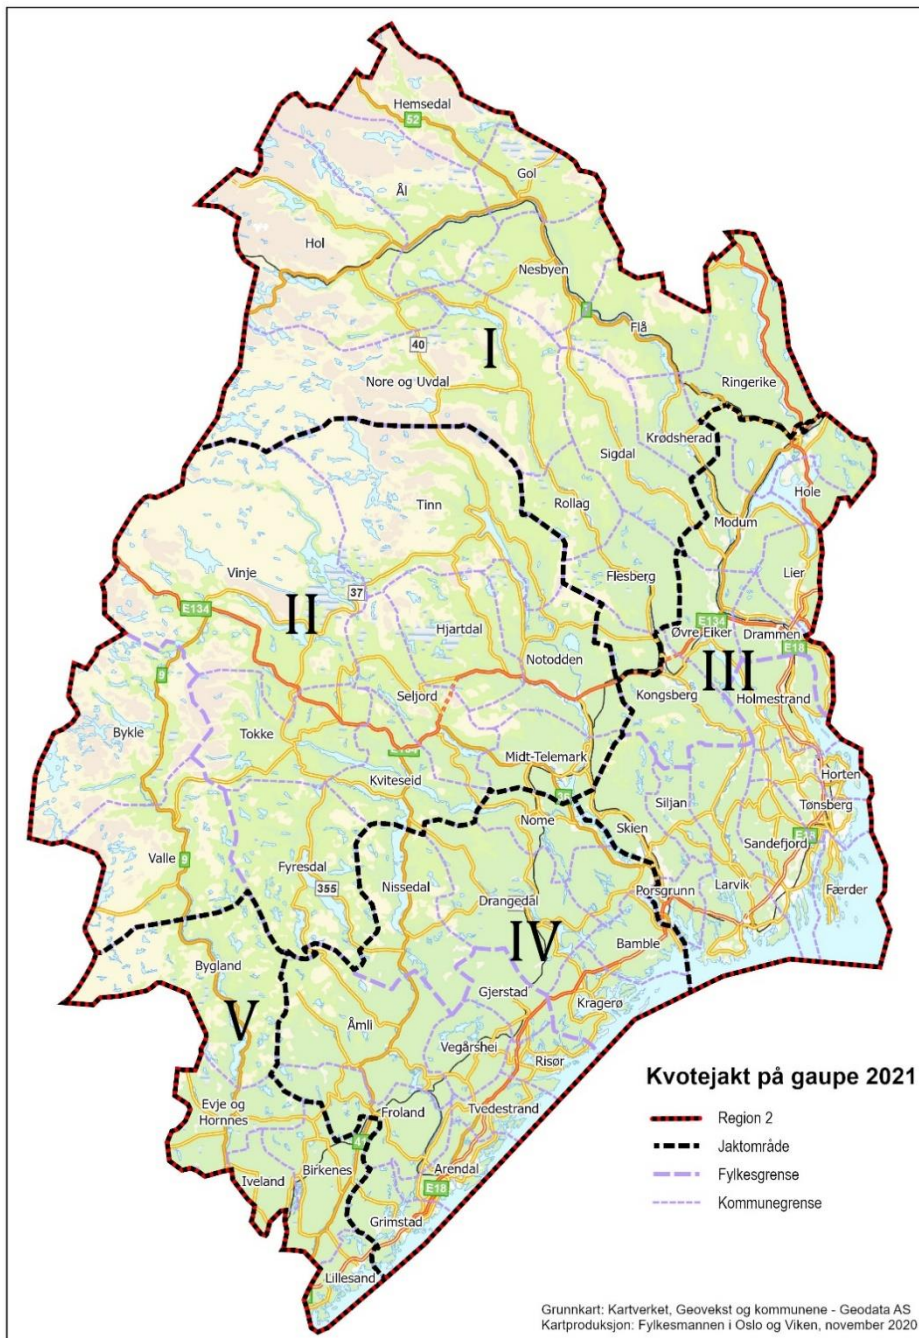 Hemsedal
52
Gol
Ål
Hol
Nesbyen
7
Flå
40
I
Nore og Uvdal
Ringerike
Krødsherad
Sigdal
Tinn
Rollag
Hole
Modum
Vinje
37
Flesberg
Lier
E134
II
Hjartdal
E134
Øvre Eiker
Drammen
E18
Notodden
9
Seljord
Kongsberg
III
Holmestrand
Bykle
Tokke
Midt-Telemark
Kviteseid
36
Horten
Siljan
Tønsberg
Nome
Skien
Sandefjord
E18
Valle
9
Fyresdal
355
Nissedal
Porsgrunn
Larvik
Færder
Drangedal
IV
Bamble
Bygland
Gjerstad
Kragerø
V
Åmli
Vegårshei
Risør
Kvotejakt på gaupe 2021
Evje og
Hornnes
Froland
Tvedestrand
Region 2
41
Jaktområde
Birkenes
Arendal
Fylkesgrense
Iveland
E18
Kommunegrense
Grimstad
Lillesand
Grunnkart: Kartverket, Geovekst og kommunene - Geodata AS
Kartproduksjon: Fylkesmannen i Oslo og Viken, november 2020